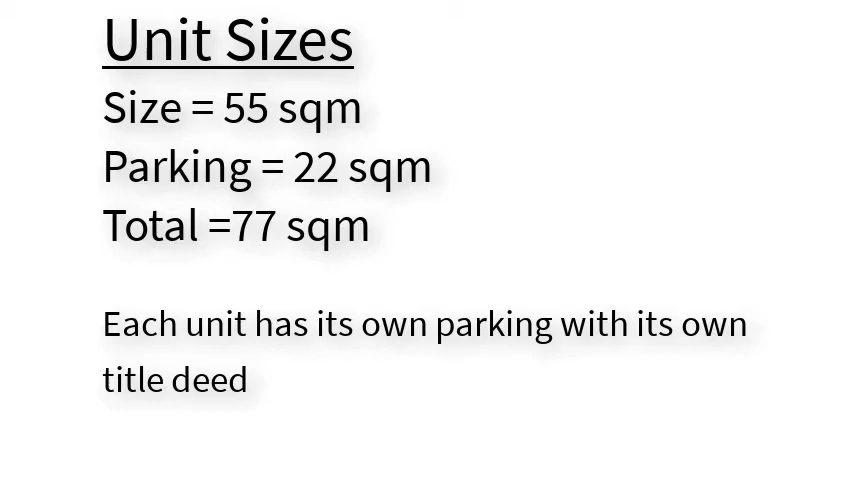 Unit Sizes
Size = 55 sqm
Parking = 22 sqm
Total =77 sqm
Each unit has its own parking with its own
title deed